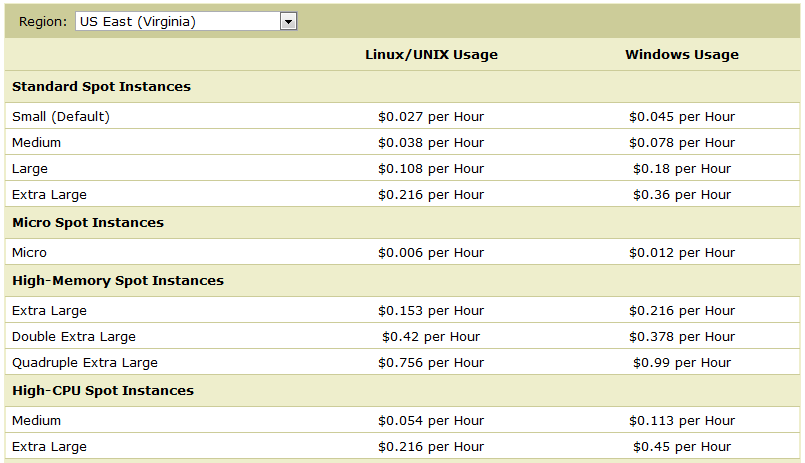 Region: US East (Virginia)
Linux/UNIX Usage Windows Usage
Standard Spot Instances
Small (Default) $0.027 per Hour $0.045 per Hour
Medium $0.038 per Hour $0.078 per Hour
Large $0.108 per Hour $0.18 per Hour
Extra Large $0.216 per Hour $0.36 per Hour
Micro Spot Instances
Micro $0.006 per Hour $0.012 per Hour
High-Memory Spot Instances
Extra Large $0.153 per Hour $0.216 per Hour
Double Extra Large $0.42 per Hour $0.378 per Hour
Quadruple Extra Large $0.756 per Hour $0.99 per Hour
High-CPU Spot Instances
Medium $0.054 per Hour $0.113 per Hour
Extra Large $0.216 per Hour $0.45 per Hour